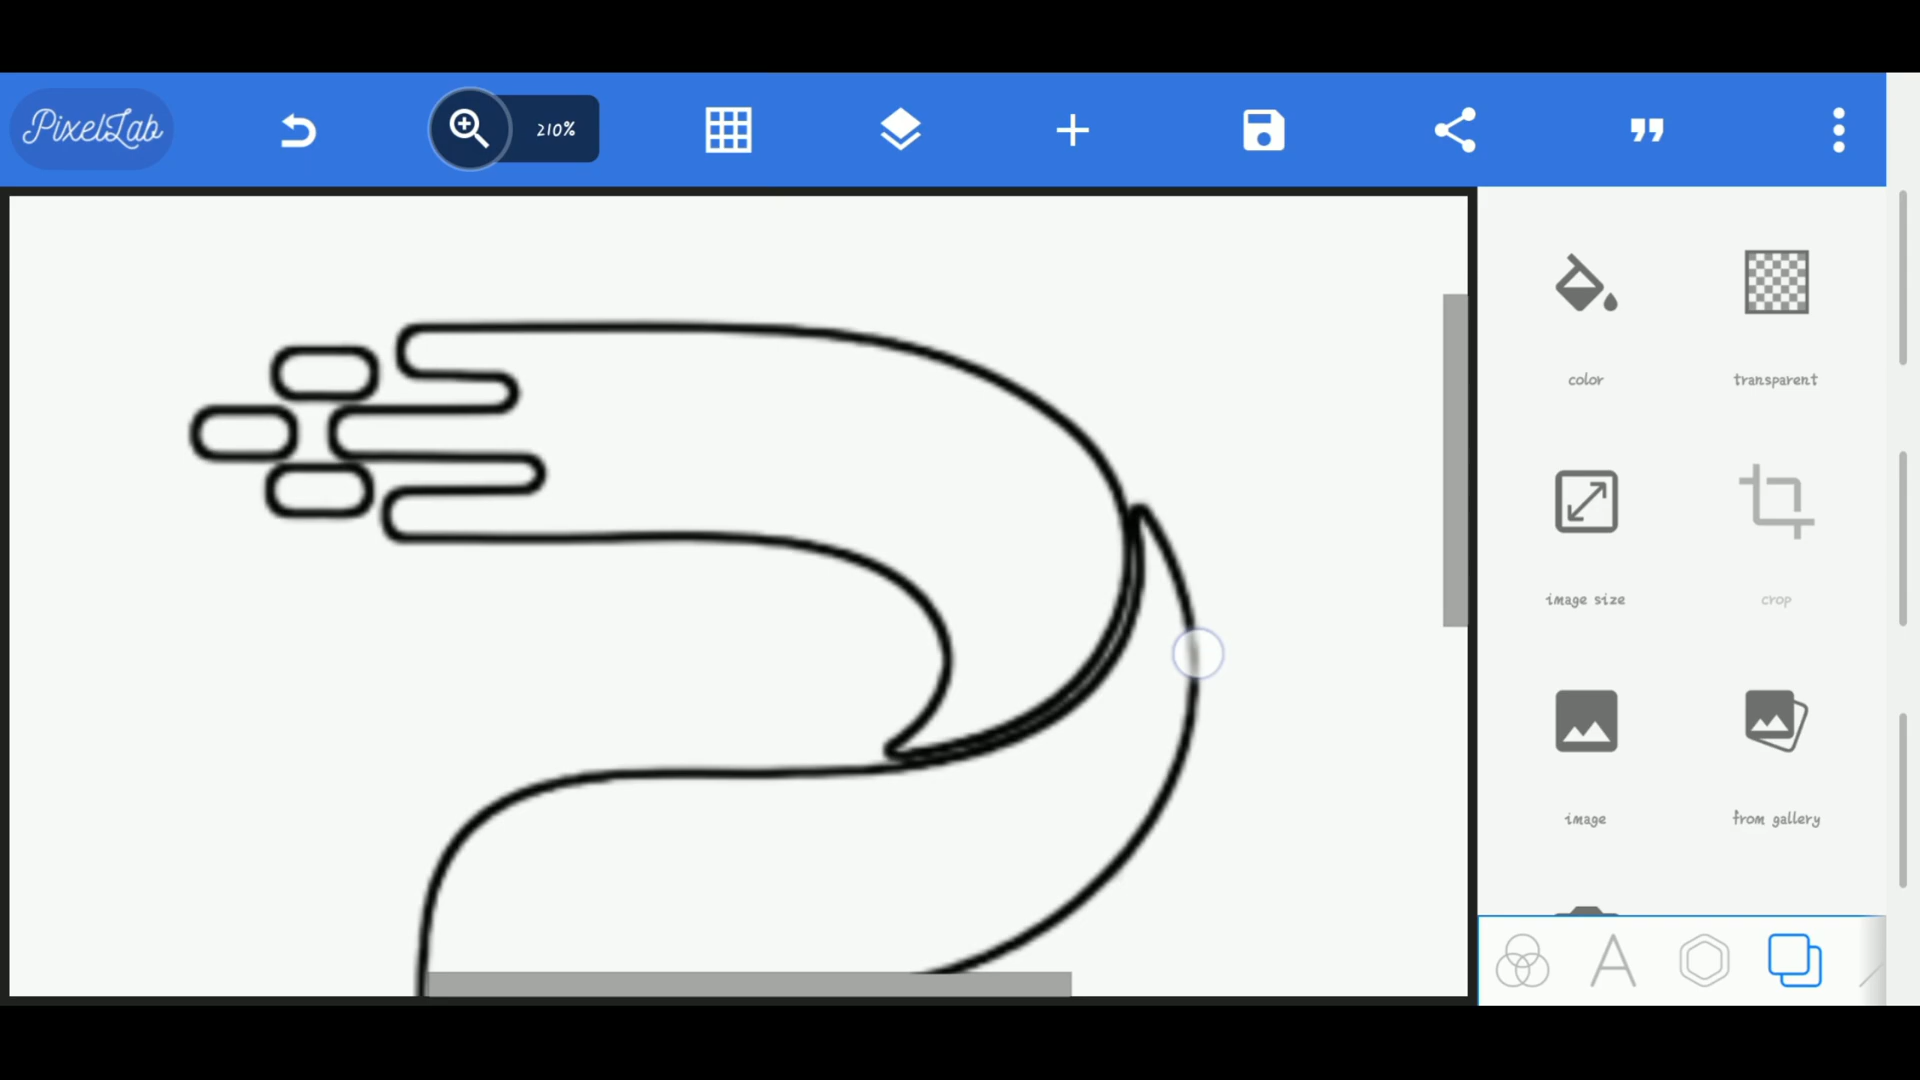 PixelLab
210%
color
transparent
image size
crop
image
from gallery